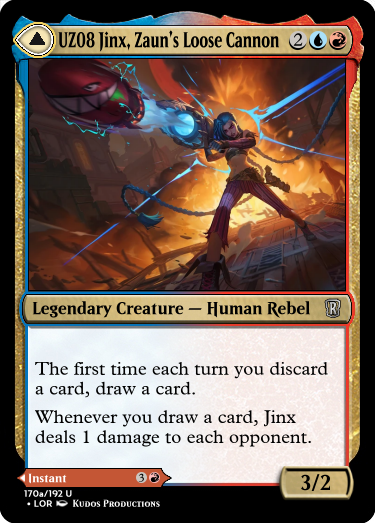 UZ08 Jinx, Zaun's Loose Cannon 2
Legendary Creature — Human Rebel R
The first time each turn you discard
a card, draw a card.
Whenever you draw a card, Jinx
deals 1 damage to each opponent.
Instant 3
3/2
170a/192 U
• LOR Kudos Productions